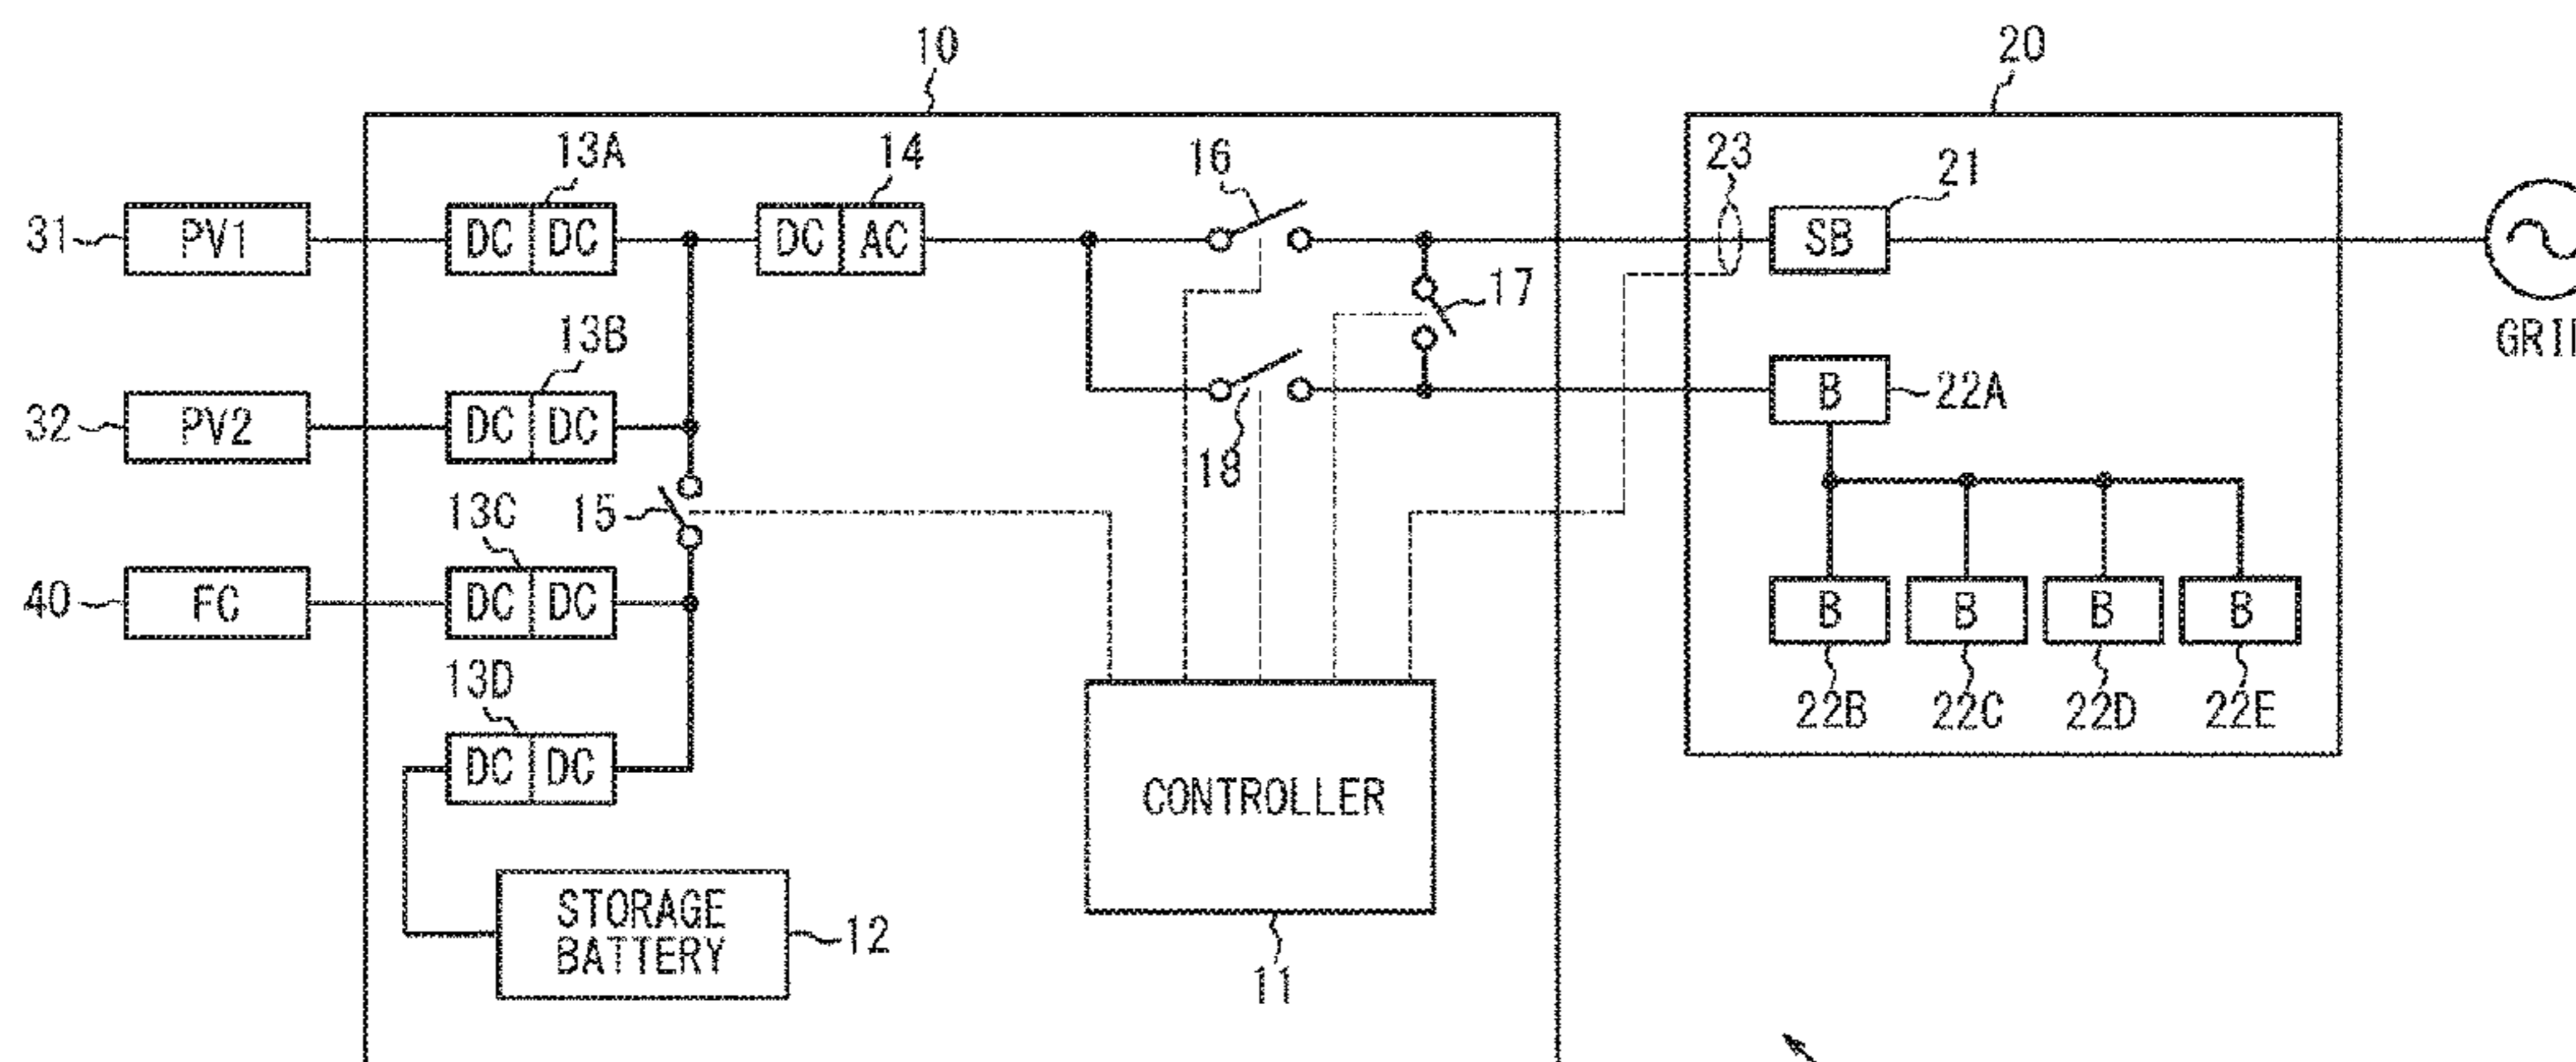 10
20
13A
14
16
23
21
31
PV1
DC DC
DC AC
SB
17
GRI
13B
32
PV2
DC DC
B
22A
18
13C
15
40
FC
DC DC
B
B
B
B
13D
22B
22C
22D
22E
DC DC
CONTROLLER
STORAGE
BATTERY
12
11